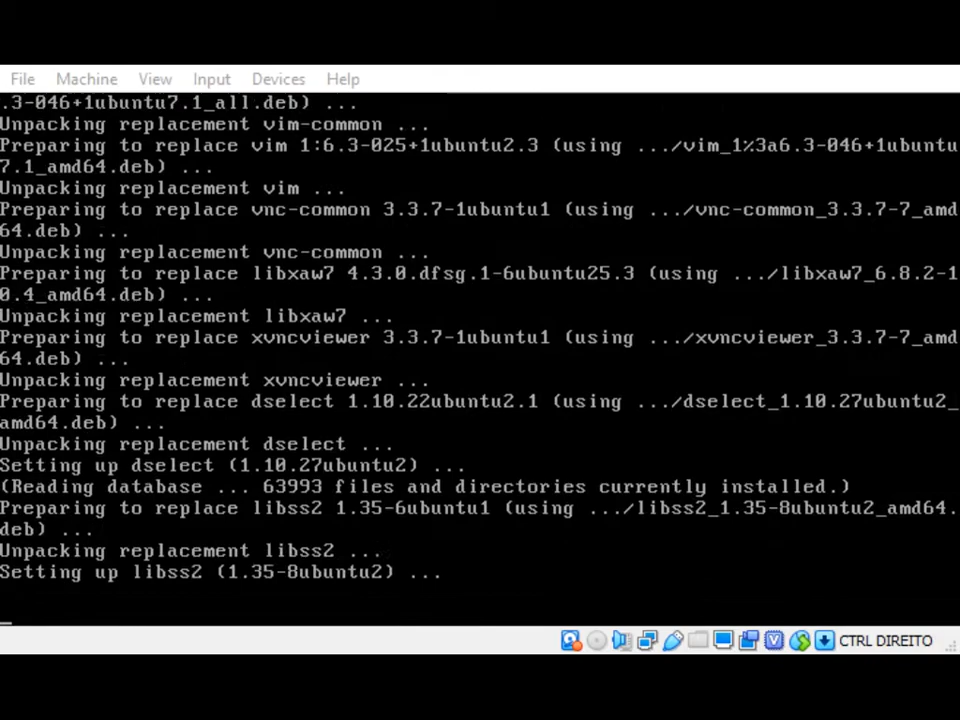 File Machine View Input Devices Help
.3-046+1ubuntu7.1_all.deb) ...
Unpacking replacement vim-common ...
Preparing to replace vim 1:6.3-025+1ubuntu2.3 (using .../vim_1%3a6.3-046+1ubuntu
7.1_amd64.deb) ...
Unpacking replacement vim ...
Preparing to replace vnc-common 3.3.7-1ubuntu1 (using .../vnc-common_3.3.7-7_amd
64.deb) ...
Unpacking replacement vnc-common ...
Preparing to replace libxaw7 4.3.0.dfsg.1-6ubuntu25.3 (using .../libxaw7_6.8.2-1
0.4_amd64.deb) ...
Unpacking replacement libxaw7 ...
Preparing to replace xvncviewer 3.3.7-1ubuntu1 (using .../xvncviewer_3.3.7-7_amd
64.deb) ...
Unpacking replacement xvncviewer ...
Preparing to replace dselect 1.10.22ubuntu2.1 (using .../dselect_1.10.27ubuntu2_
amd64.deb) ...
Unpacking replacement dselect ...
Setting up dselect (1.10.27ubuntu2) ...
(Reading database ... 63993 files and directories currently installed.)
Preparing to replace libss2 1.35-6ubuntu1 (using .../libss2_1.35-8ubuntu2_amd64.
deb) ...
Unpacking replacement libss2 ...
Setting up libss2 (1.35-8ubuntu2) ...
CTRL DIREITO